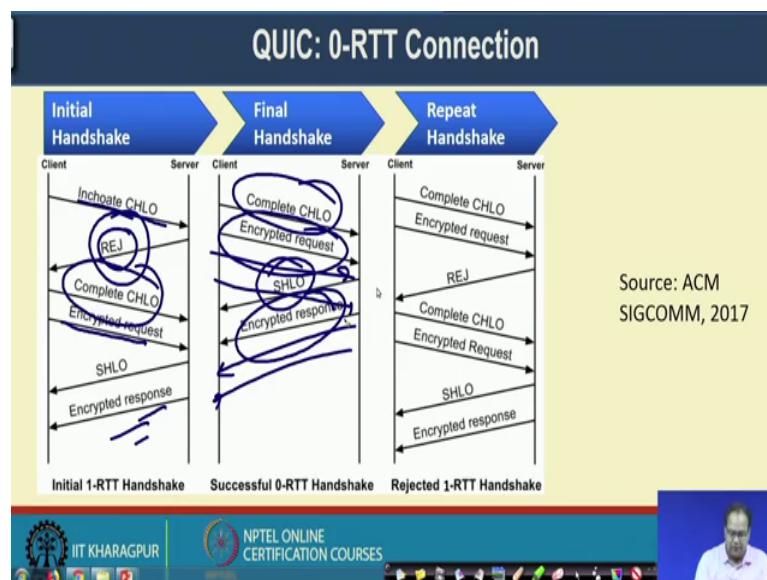 QUIC: 0-RTT Connection
Initial
Handshake
Final
Handshake
Repeat
Handshake
Client
Server
Inchoate CHLO
REJ
Complete CHLO
Encrypted request
SHLO
Encrypted response
Initial 1-RTT Handshake
Client
Server
Complete CHLO
Encrypted request
SHLO
Encrypted response
Successful 0-RTT Handshake
Client
Server
Complete CHLO
Encrypted request
REJ
Complete CHLO
Encrypted Request
SHLO
Encrypted response
Rejected 1-RTT Handshake
Source: ACM
SIGCOMM, 2017
IIT KHARAGPUR
NPTEL ONLINE
CERTIFICATION COURSES